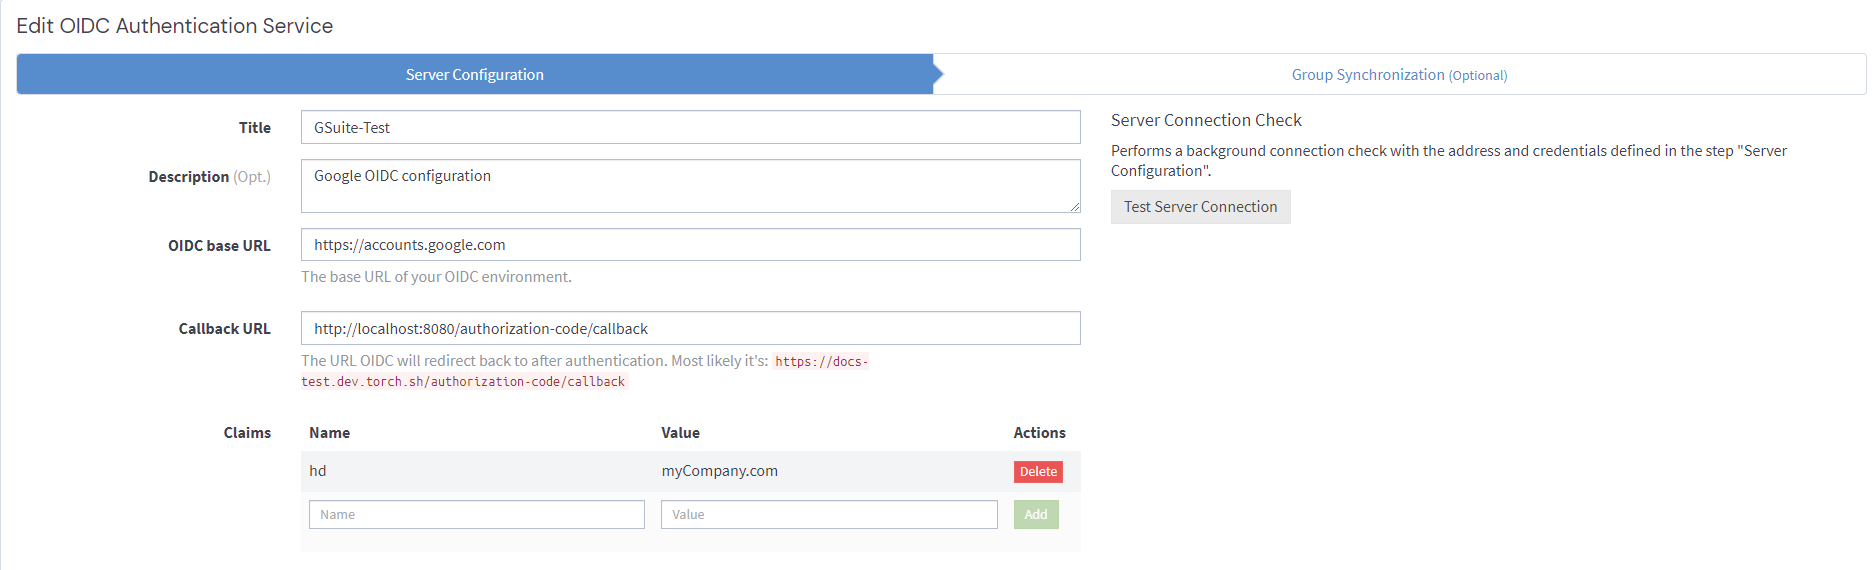 Edit OIDC Authentication Service
Server Configuration
Group Synchronization (Optional)
Title
GSuite-Test
Description (Opt.)
Google OIDC configuration
OIDC base URL
https://accounts.google.com
The base URL of your OIDC environment.
Callback URL
http://localhost:8080/authorization-code/callback
The URL OIDC will redirect back to after authentication. Most likely it's: https://docs-
test.dev.torch.sh/authorization-code/callback
Claims
Name Value Actions
hd myCompany.com Delete
Name Value Add
Server Connection Check
Performs a background connection check with the address and credentials defined in the step "Server
Configuration".
Test Server Connection